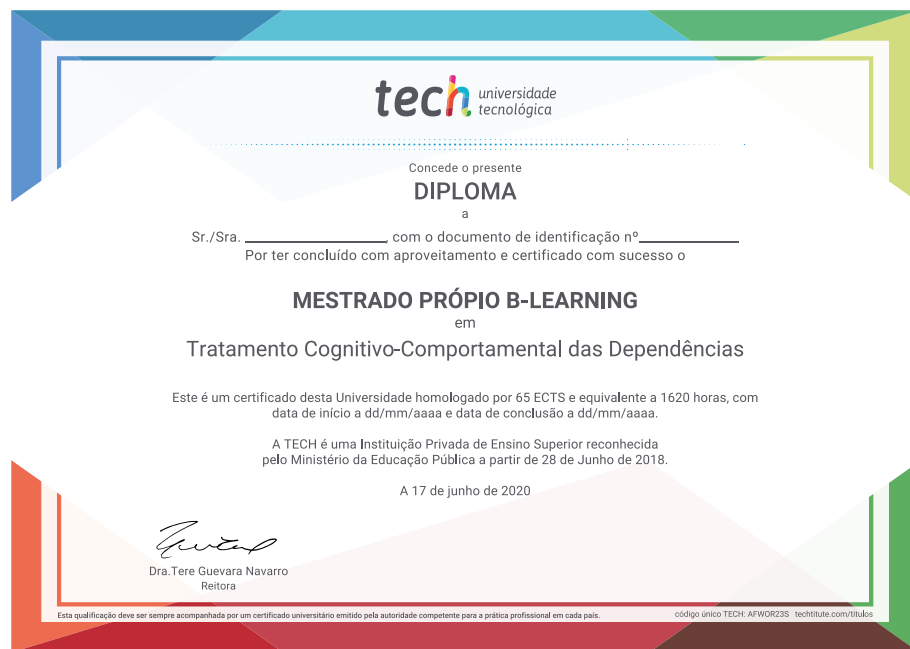 tech universidade
tecnológica
Concede o presente
DIPLOMA
a
Sr./Sra. ____________, com o documento de identificação nº_________
Por ter concluído com aproveitamento e certificado com sucesso o
MESTRADO PRÓPIO B-LEARNING
em
Tratamento Cognitivo-Comportamental das Dependências
Este é um certificado desta Universidade homologado por 65 ECTS e equivalente a 1620 horas, com
data de início a dd/mm/aaaa e data de conclusão a dd/mm/aaaa.
A TECH é uma Instituição Privada de Ensino Superior reconhecida
pelo Ministério da Educação Pública a partir de 28 de Junho de 2018.
A 17 de junho de 2020
Dra.Tere Guevara Navarro
Reitora
Esta qualificação deve ser sempre acompanhada por um certificado universitário emitido pela autoridade competente para a prática profissional em cada país.
código único TECH: AFWOR23S techtitute.com/titulos